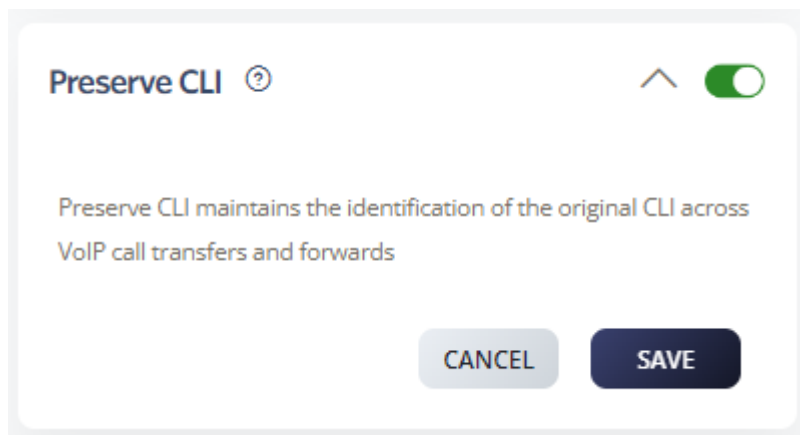 Preserve CLI ?
Preserve CLI maintains the identification of the original CLI across
VoIP call transfers and forwards
CANCEL SAVE